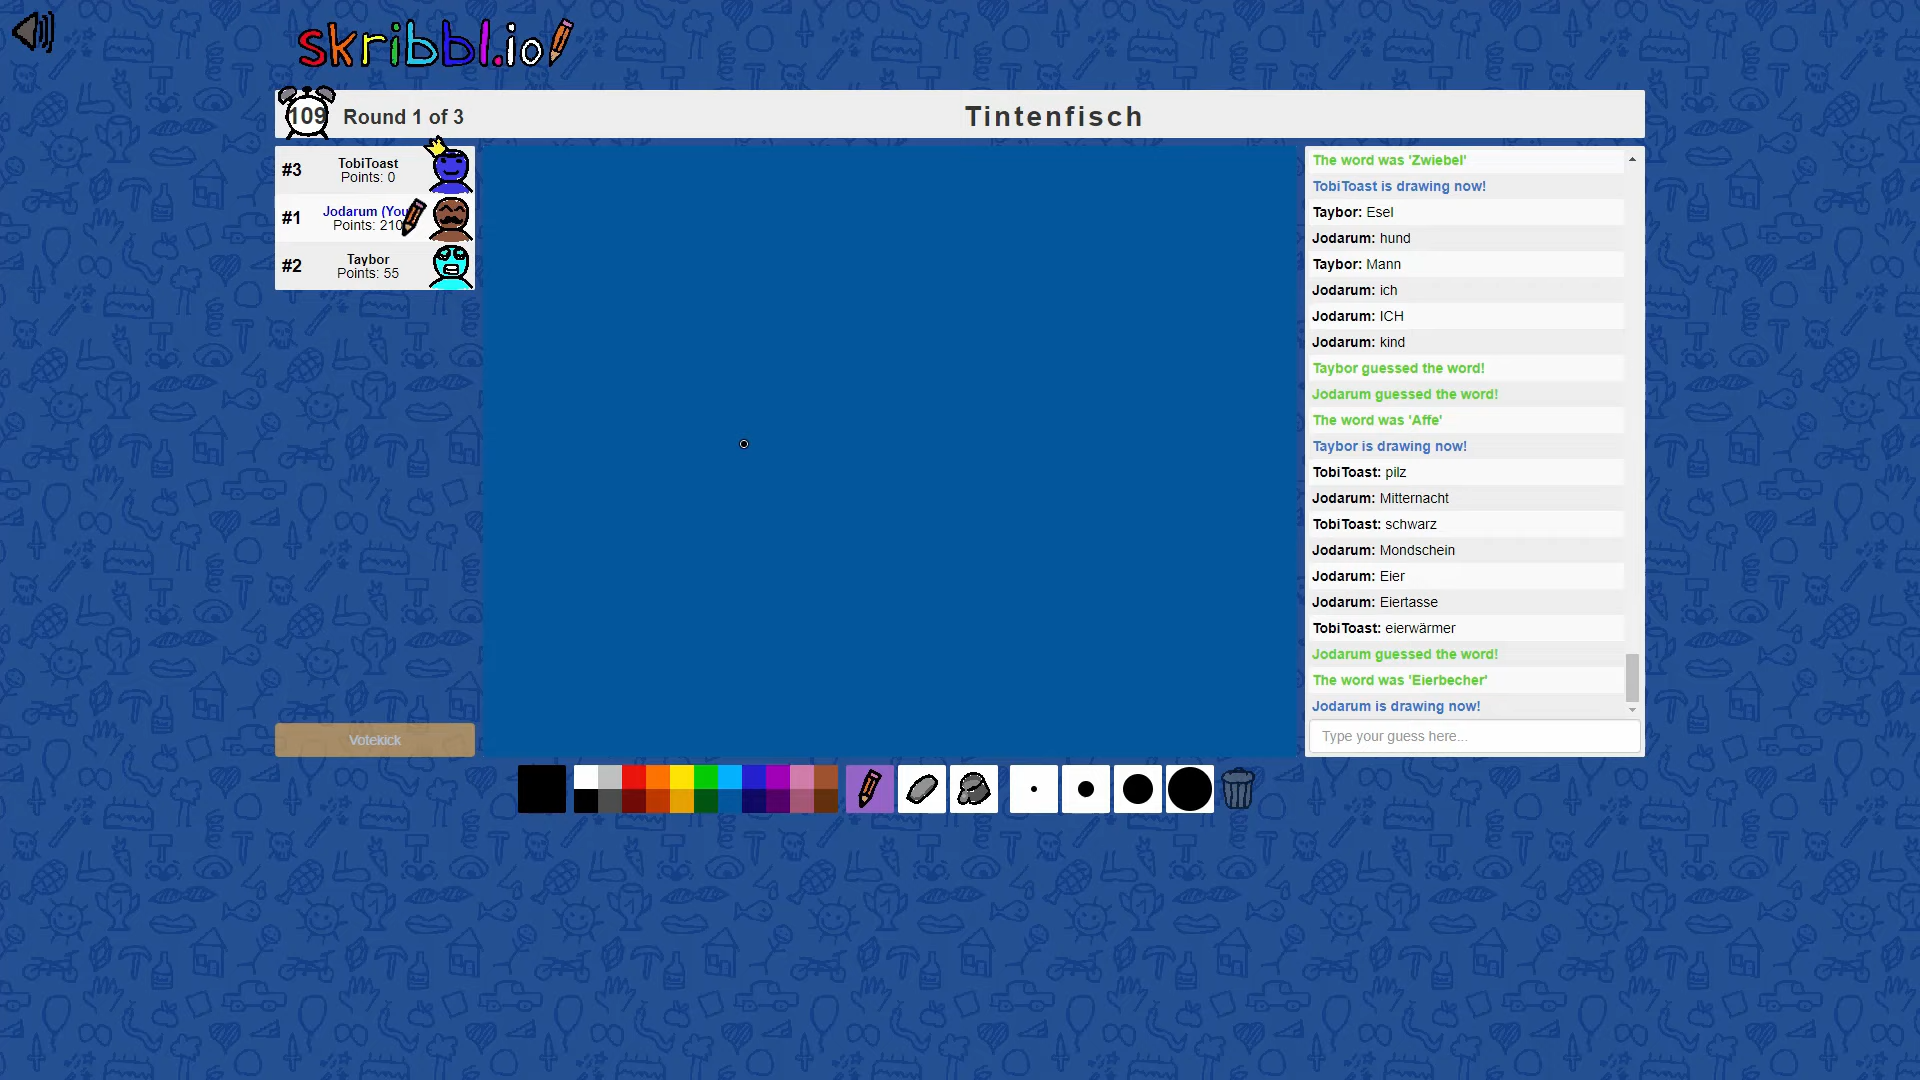 skribbl.io
109
Round 1 of 3
Tintenfisch
#3
TobiToast
Points: 0
#1
Jodarum (You
Points: 210
#2
Taybor
Points: 55
Votekick
The word was 'Zwiebel'
TobiToast is drawing now!
Taybor: Esel
Jodarum: hund
Taybor: Mann
Jodarum: ich
Jodarum: ICH
Jodarum: kind
Taybor guessed the word!
Jodarum guessed the word!
The word was 'Affe'
Taybor is drawing now!
TobiToast: pilz
Jodarum: Mitternacht
TobiToast: schwarz
Jodarum: Mondschein
Jodarum: Eier
Jodarum: Eiertasse
TobiToast: eierwärmer
Jodarum guessed the word!
The word was 'Eierbecher'
Jodarum is drawing now!
Type your guess here...